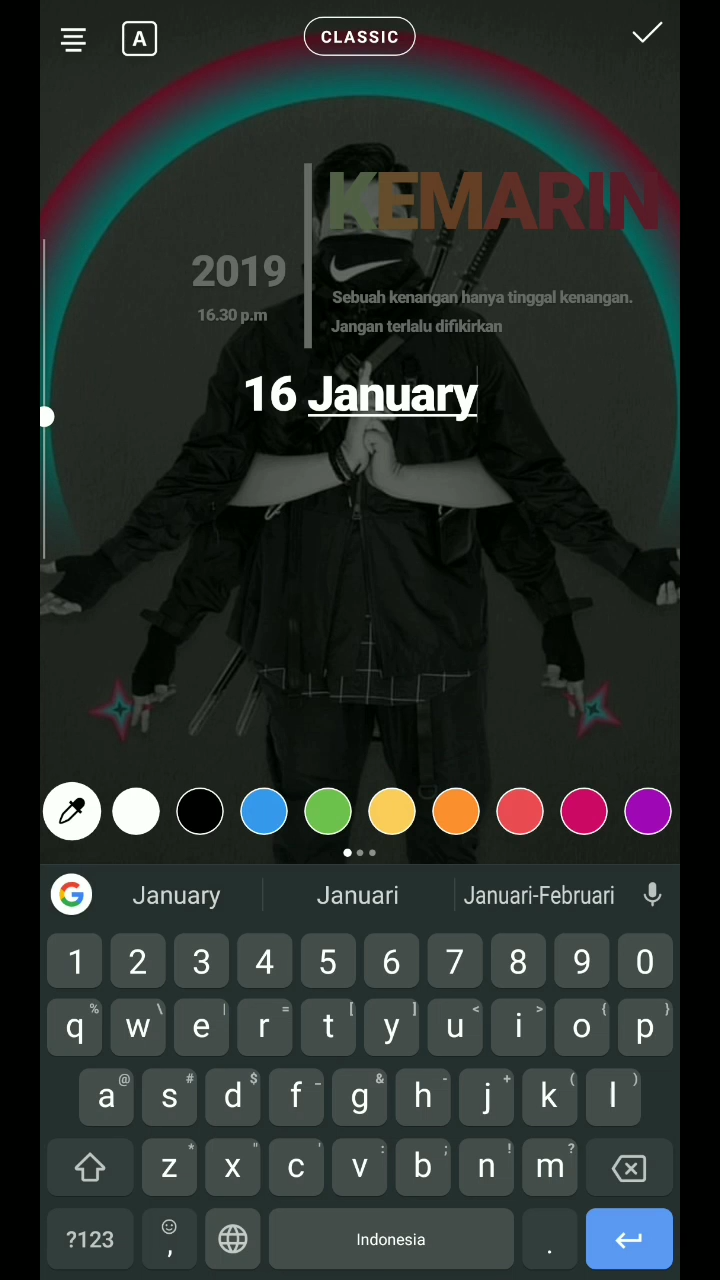 A
CLASSIC
KEMARIN
2019
16.30 p.m
Sebuah kenangan hanya tinggal kenangan.
Jangan terlalu difikirkan
16 January
January Januari Januari-Februari
1 2 3 4 5 6 7 8 9 0
% \ | = [ ] < > { }
q w e r t y u i o p
@ # $ _ & - + ( )
a s d f g h j k l
* " ' : ; ! ?
z x c v b n m
?123 , Indonesia .